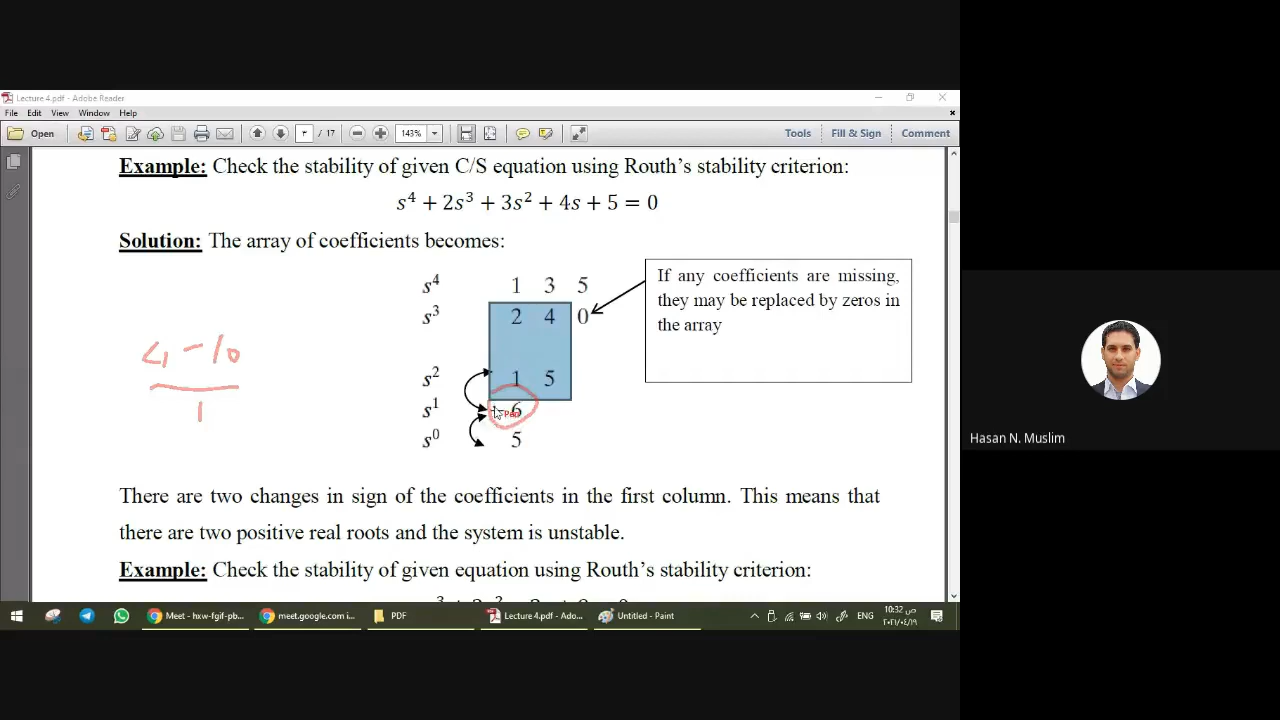 Lecture 4.pdf - Adobe Reader
File Edit View Window Help
Open ٣ / 17 143% Tools Fill & Sign Comment
Example: Check the stability of given C/S equation using Routh’s stability criterion:
s⁴ + 2s³ + 3s² + 4s + 5 = 0
Solution: The array of coefficients becomes:
s⁴ 1 3 5
s³ 2 4 0
s² 1 5
s¹ 6
s⁰ 5
If any coefficients are missing,
they may be replaced by zeros in
the array
4 - 10
1
Pen
There are two changes in sign of the coefficients in the first column. This means that
there are two positive real roots and the system is unstable.
Example: Check the stability of given equation using Routh’s stability criterion:
Hasan N. Muslim
Meet - hxw-fgif-pb... meet.google.com i... PDF Lecture 4.pdf - Ado... Untitled - Paint ENG 10:32 ص
٢٠٢١/٠٤/١٩